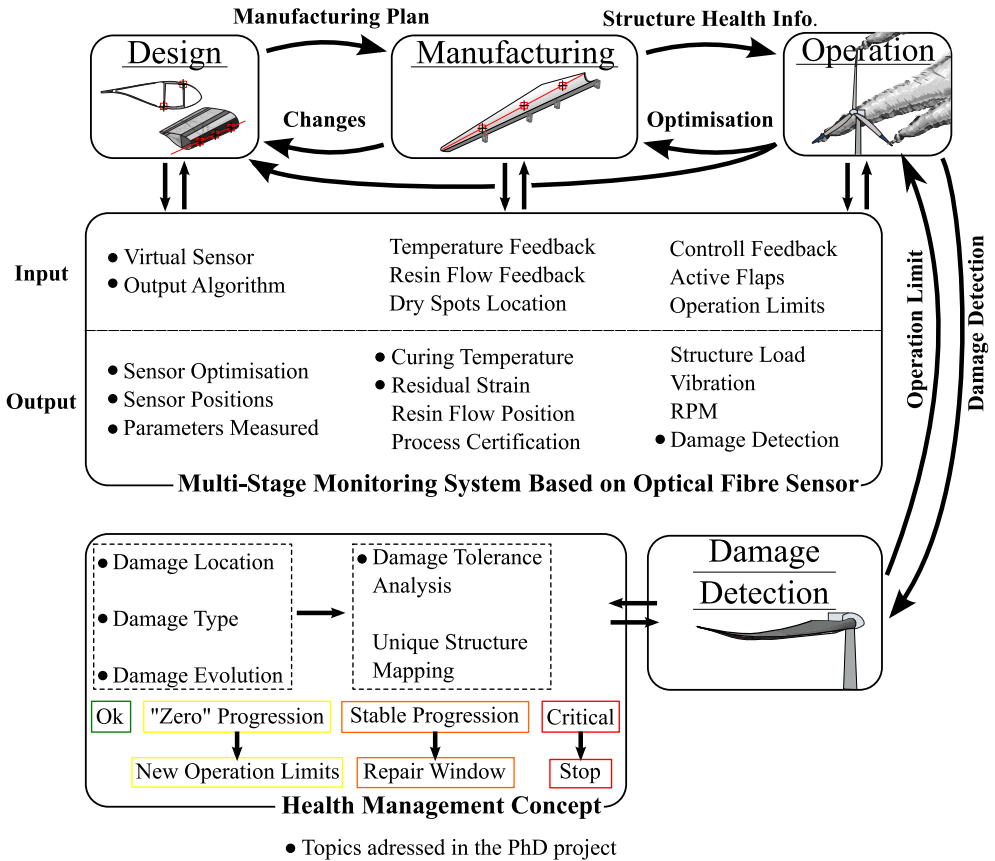 Manufacturing Plan
Structure Health Info.
Design
Manufacturing
Operation
Changes
Optimisation
Input
● Virtual Sensor
● Output Algorithm
Temperature Feedback
Resin Flow Feedback
Dry Spots Location
Controll Feedback
Active Flaps
Operation Limits
Output
● Sensor Optimisation
● Sensor Positions
● Parameters Measured
● Curing Temperature
● Residual Strain
Resin Flow Position
Process Certification
Structure Load
Vibration
RPM
● Damage Detection
Multi-Stage Monitoring System Based on Optical Fibre Sensor
Operation Limit
Damage Detection
● Damage Location
● Damage Type
● Damage Evolution
● Damage Tolerance
Analysis
Unique Structure
Mapping
Damage
Detection
Ok
"Zero" Progression
Stable Progression
Critical
New Operation Limits
Repair Window
Stop
Health Management Concept
● Topics adressed in the PhD project